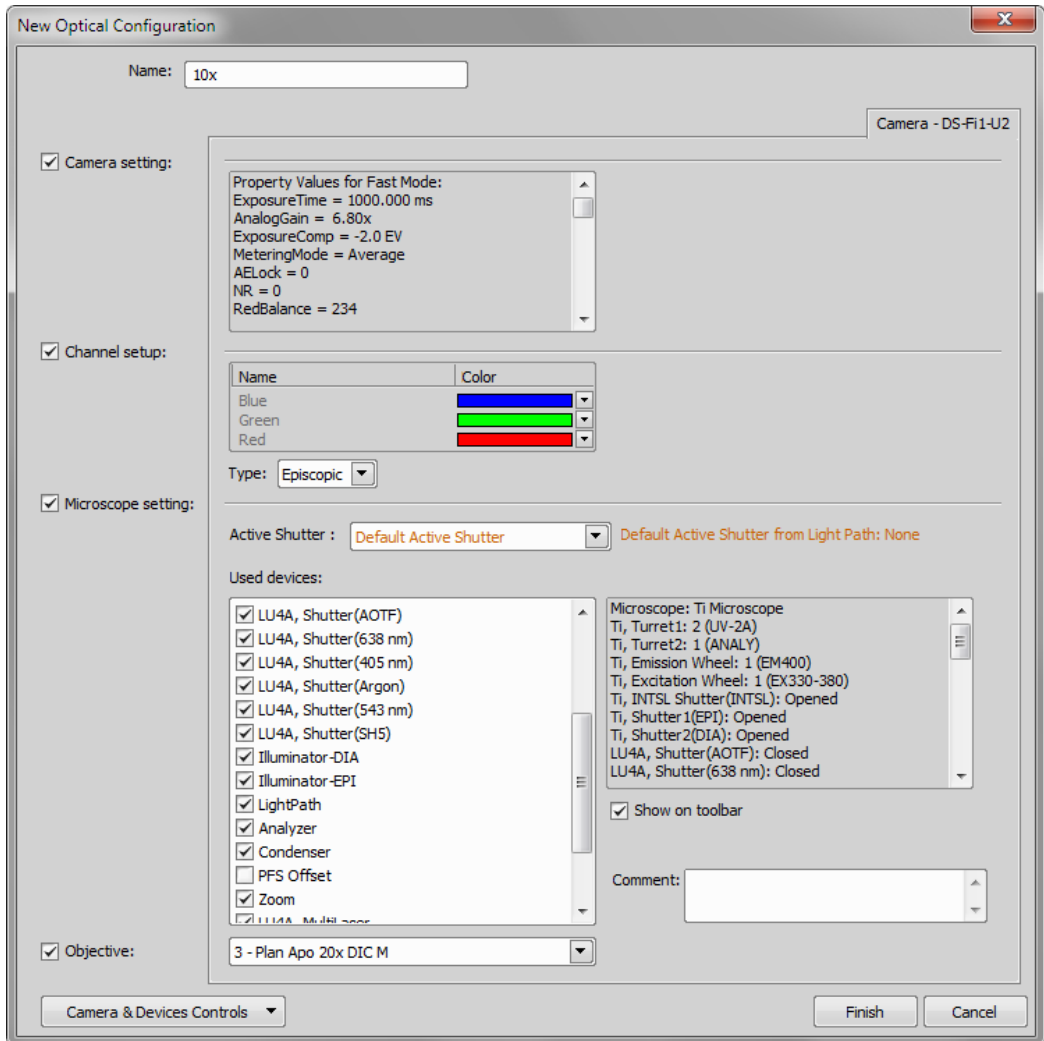 New Optical Configuration
Name: 10x
Camera - DS-Fi1-U2
Camera setting:
Property Values for Fast Mode:
ExposureTime = 1000.000 ms
AnalogGain = 6.80x
ExposureComp = -2.0 EV
MeteringMode = Average
AELock = 0
NR = 0
RedBalance = 234
Channel setup:
Name Color
Blue
Green
Red
Type: Episcopic
Microscope setting:
Active Shutter : Default Active Shutter Default Active Shutter from Light Path: None
Used devices:
LU4A, Shutter(AOTF)
LU4A, Shutter(638 nm)
LU4A, Shutter(405 nm)
LU4A, Shutter(Argon)
LU4A, Shutter(543 nm)
LU4A, Shutter(SH5)
Illuminator-DIA
Illuminator-EPI
LightPath
Analyzer
Condenser
PFS Offset
Zoom
LU4A, MultiLaser
Microscope: Ti Microscope
Ti, Turret1: 2 (UV-2A)
Ti, Turret2: 1 (ANALY)
Ti, Emission Wheel: 1 (EM400)
Ti, Excitation Wheel: 1 (EX330-380)
Ti, INTSL Shutter(INTSL): Opened
Ti, Shutter1(EPI): Opened
Ti, Shutter2(DIA): Opened
LU4A, Shutter(AOTF): Closed
LU4A, Shutter(638 nm): Closed
Show on toolbar
Comment:
Objective: 3 - Plan Apo 20x DIC M
Camera & Devices Controls Finish Cancel